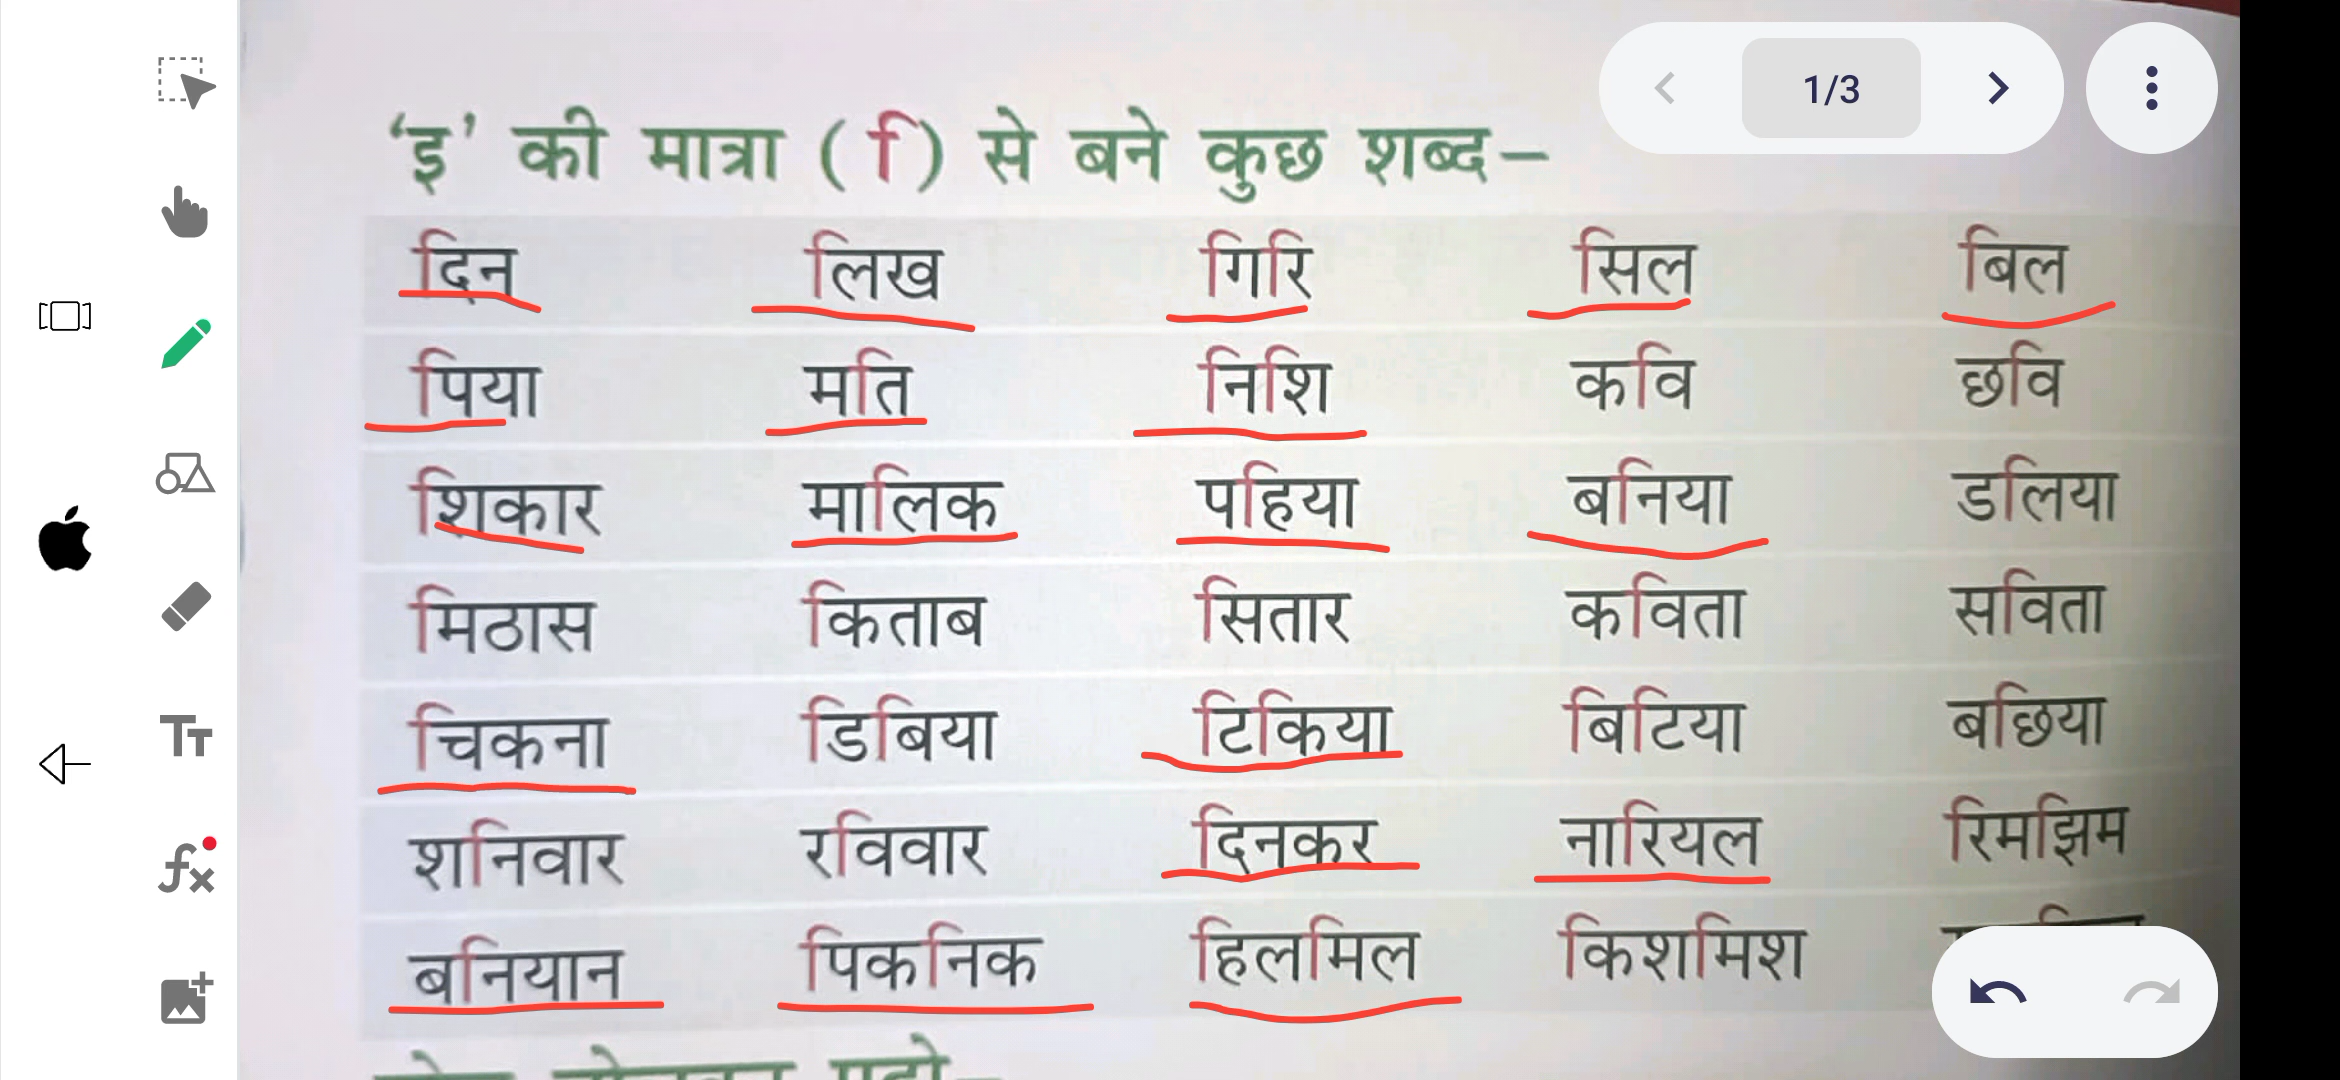 1/3
‘इ’ की मात्रा ( ि) से बने कुछ शब्द–
दिन लिख गिरि सिल बिल
पिया मति निशि कवि छवि
शिकार मालिक पहिया बनिया डलिया
मिठास किताब सितार कविता सविता
चिकना डिबिया टिकिया बिटिया बछिया
शनिवार रविवार दिनकर नारियल रिमझिम
बनियान पिकनिक हिलमिल किशमिश